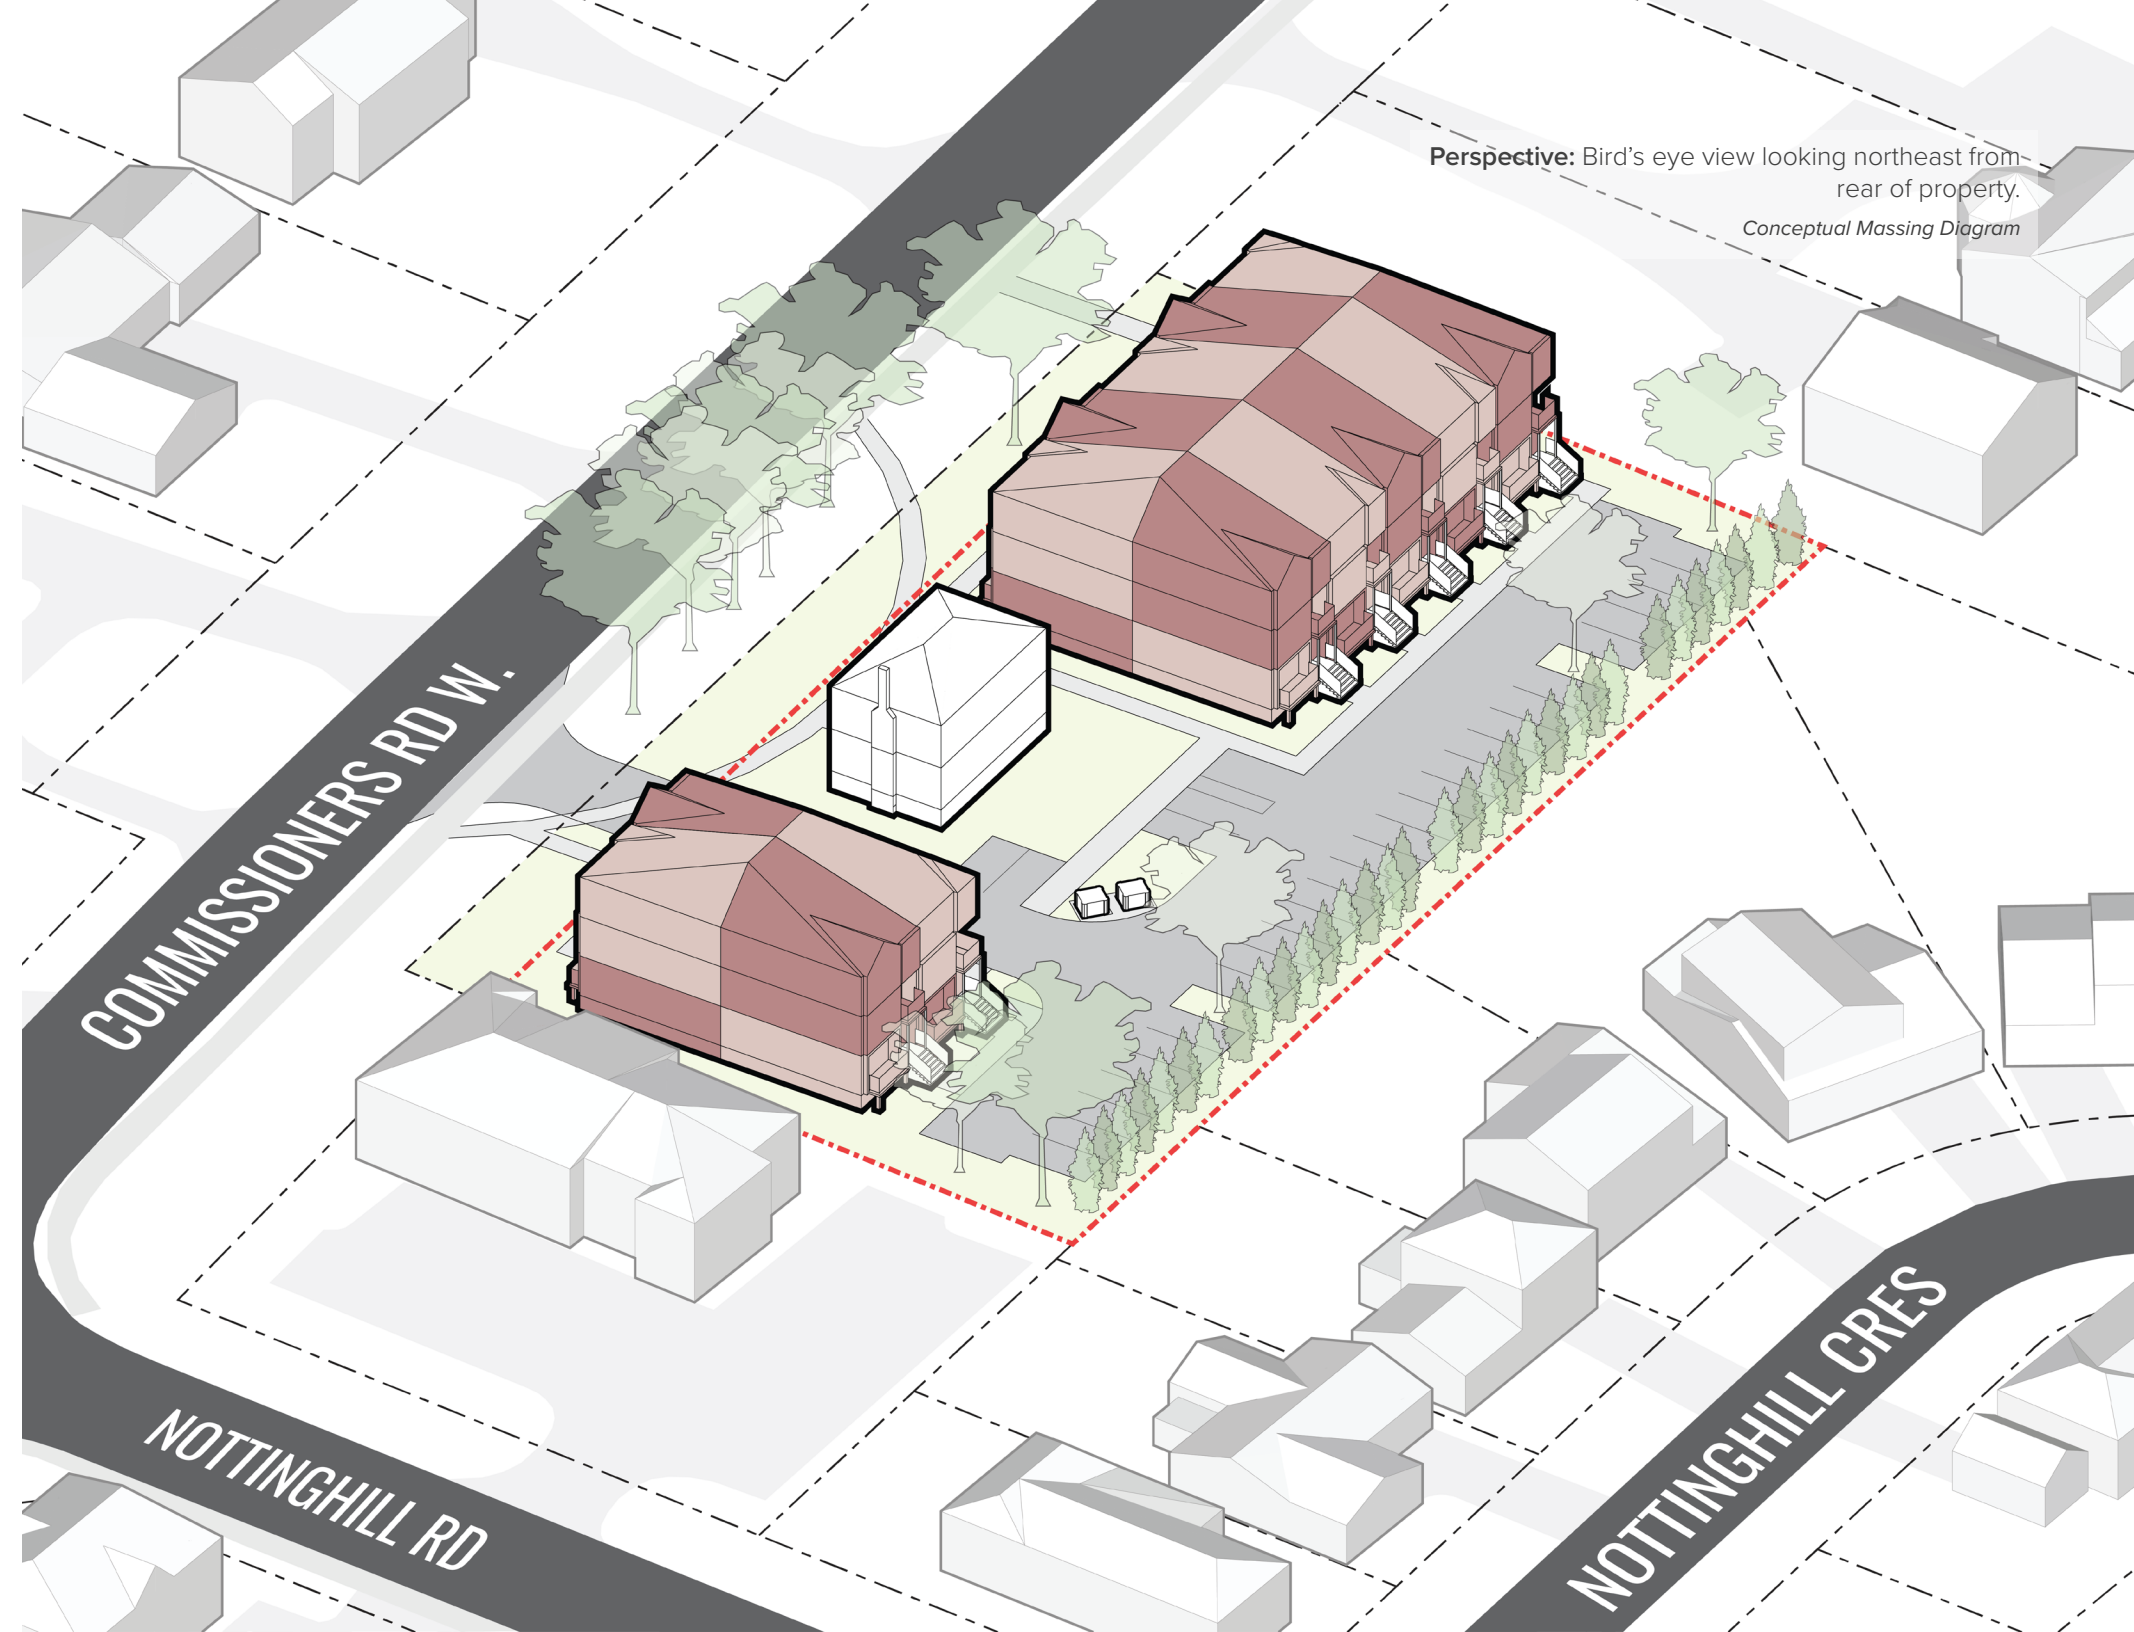 Perspective: Bird's eye view looking northeast from
rear of property.
Conceptual Massing Diagram
COMMISSIONERS RD W.
NOTTINGHILL RD
NOTTINGHILL CRES